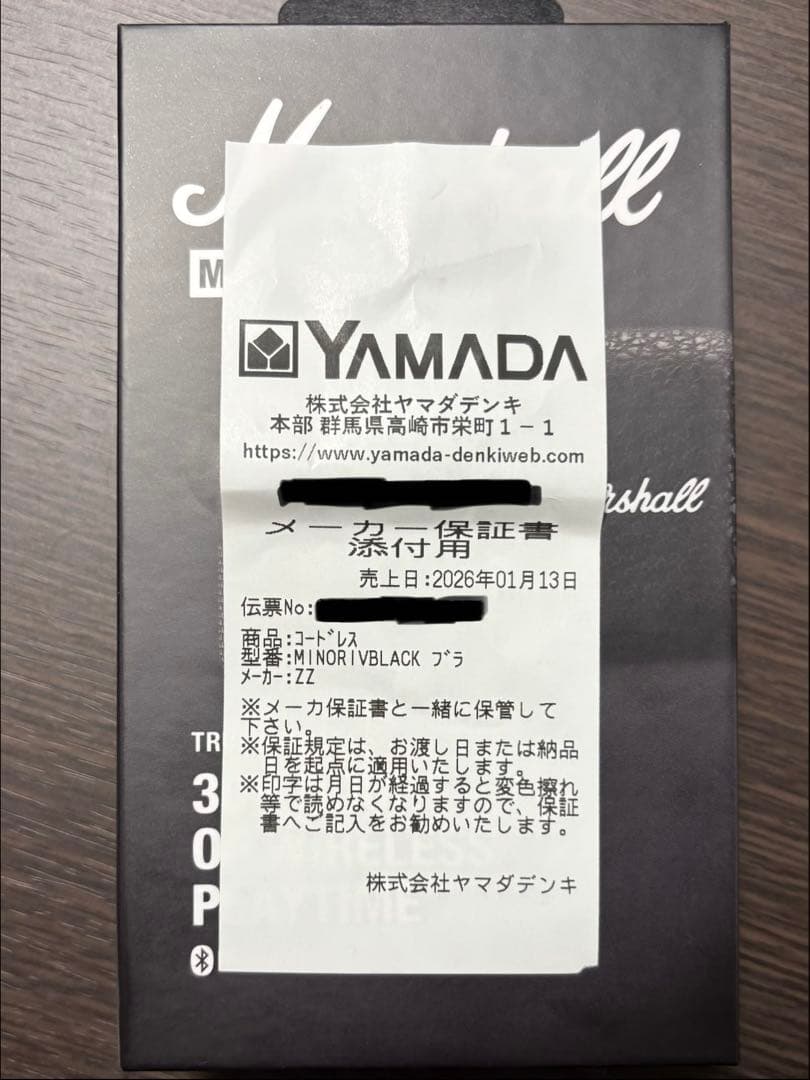 Marshall
M
YAMADA
株式会社ヤマダデンキ
本部 群馬県高崎市栄町1-1
https://www.yamada-denkiweb.com
メーカー保証書
添付用
売上日:2026年01月13日
伝票No:
商品:コードレス
型番:MINORIVBLACK ブラ
メーカー:ZZ
※メーカ保証書と一緒に保管して
下さい。
※保証規定は、お渡し日または納品
日を起点に適用いたします。
※印字は月日が経過すると変色擦れ
等で読めなくなりますので、保証
書へご記入をお勧めいたします。
株式会社ヤマダデンキ
Marshall
TR
3
O
WIRELESS
PLAYTIME